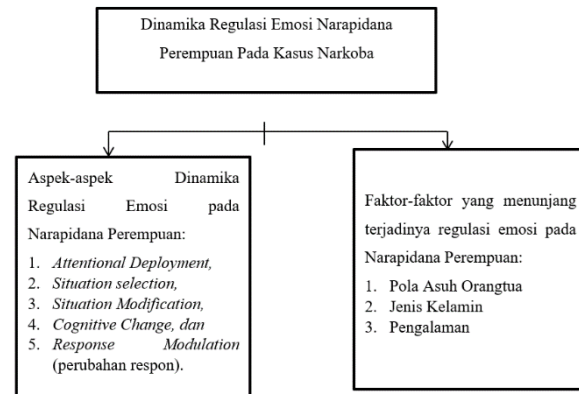 Dinamika Regulasi Emosi Narapidana
Perempuan Pada Kasus Narkoba
Aspek-aspek Dinamika
Regulasi Emosi pada
Narapidana Perempuan:
1. Attentional Deployment,
2. Situation selection,
3. Situation Modification,
4. Cognitive Change, dan
5. Response Modulation
(perubahan respon).
Faktor-faktor yang menunjang
terjadinya regulasi emosi pada
Narapidana Perempuan:
1. Pola Asuh Orangtua
2. Jenis Kelamin
3. Pengalaman